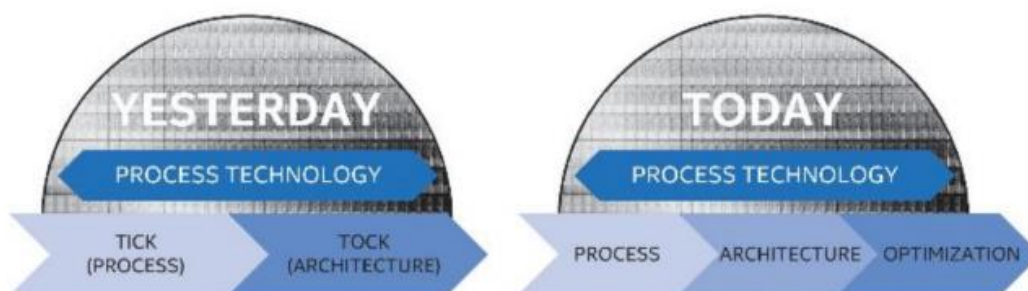 YESTERDAY
PROCESS TECHNOLOGY
TICK
(PROCESS)
TOCK
(ARCHITECTURE)
TODAY
PROCESS TECHNOLOGY
PROCESS
ARCHITECTURE
OPTIMIZATION